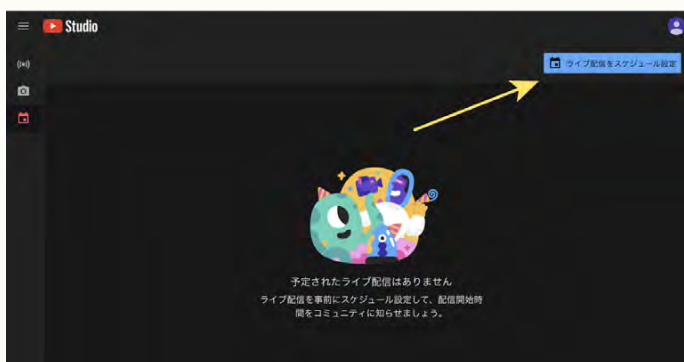 Studio
ライブ配信をスケジュール設定
予定されたライブ配信はありません
ライブ配信を事前にスケジュール設定して、配信開始時
間をコミュニティに知らせましょう。